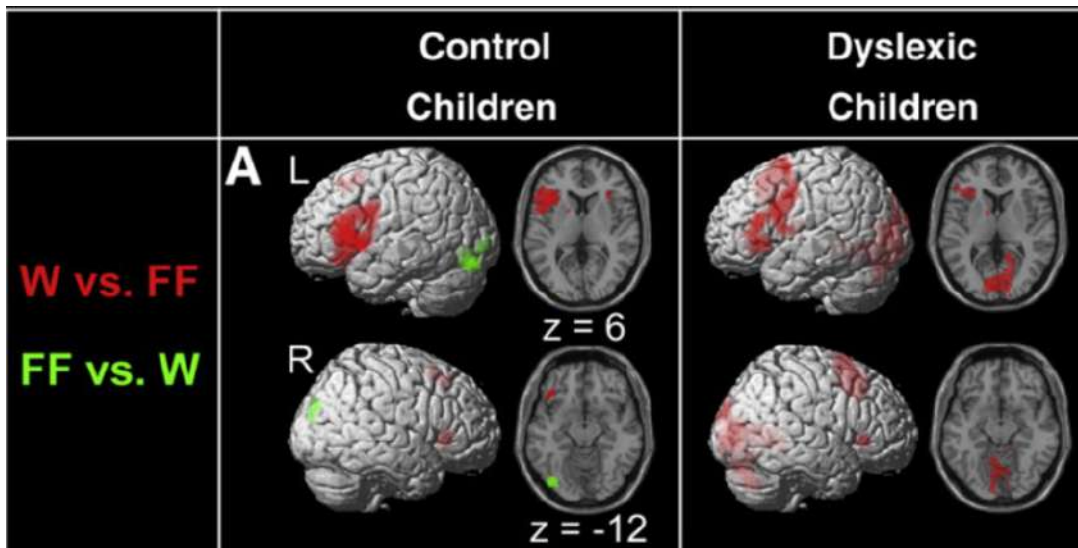 Control
Children
Dyslexic
Children
W vs. FF
FF vs. W
A
L
z = 6
R
z = -12